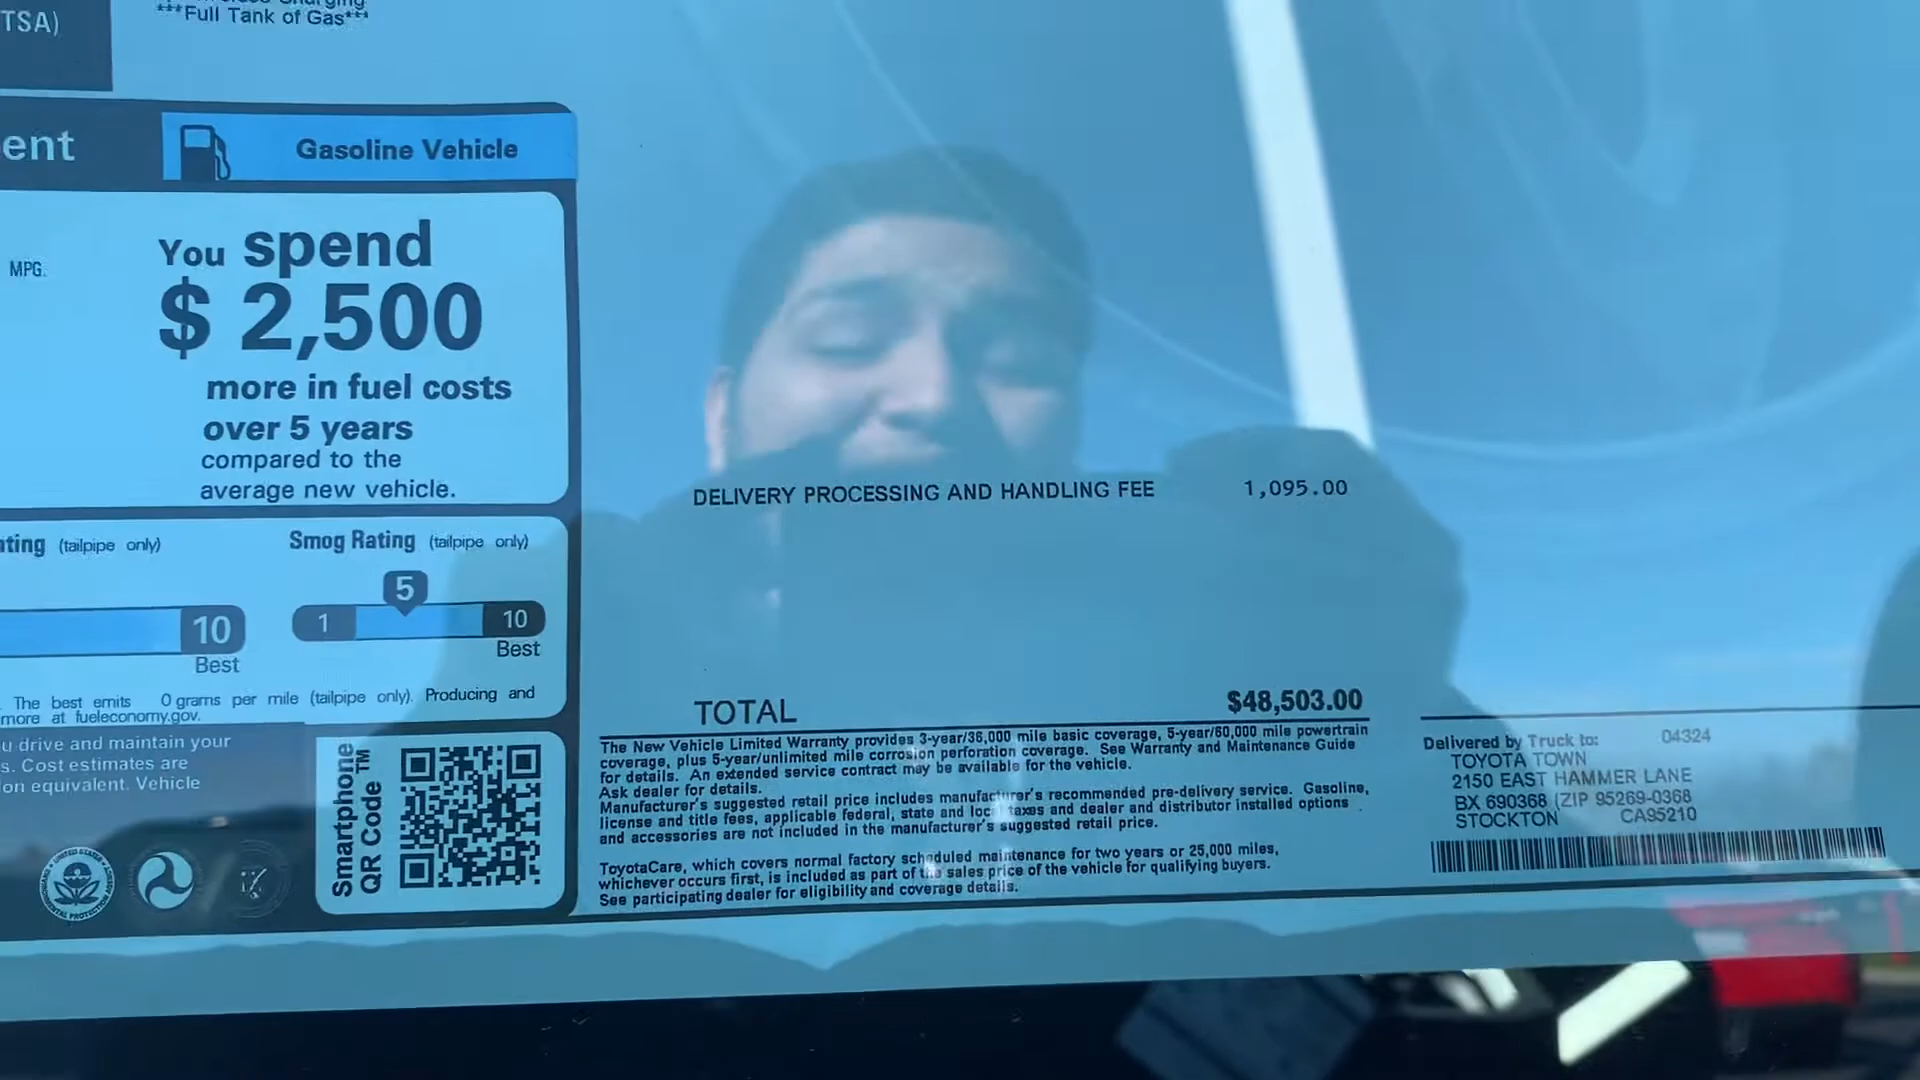 TSA)
***Full Tank of Gas***
ent
Gasoline Vehicle
MPG.
You spend
$ 2,500
more in fuel costs
over 5 years
compared to the
average new vehicle.
ating (tailpipe only)
10
Best
Smog Rating (tailpipe only)
5
1
10
Best
. The best emits 0 grams per mile (tailpipe only). Producing and
more at fueleconomy.gov.
u drive and maintain your
s. Cost estimates are
on equivalent. Vehicle
Smartphone
QR Code™
DELIVERY PROCESSING AND HANDLING FEE 1,095.00
TOTAL $48,503.00
The New Vehicle Limited Warranty provides 3-year/36,000 mile basic coverage, 5-year/60,000 mile powertrain
coverage, plus 5-year/unlimited mile corrosion perforation coverage. See Warranty and Maintenance Guide
for details. An extended service contract may be available for the vehicle.
Ask dealer for details.
Manufacturer's suggested retail price includes manufacturer's recommended pre-delivery service. Gasoline,
license and title fees, applicable federal, state and local taxes and dealer and distributor installed options
and accessories are not included in the manufacturer's suggested retail price.
ToyotaCare, which covers normal factory scheduled maintenance for two years or 25,000 miles,
whichever occurs first, is included as part of the sales price of the vehicle for qualifying buyers.
See participating dealer for eligibility and coverage details.
Delivered by Truck to: 04324
TOYOTA TOWN
2150 EAST HAMMER LANE
BX 690368 (ZIP 95269-0368
STOCKTON CA95210